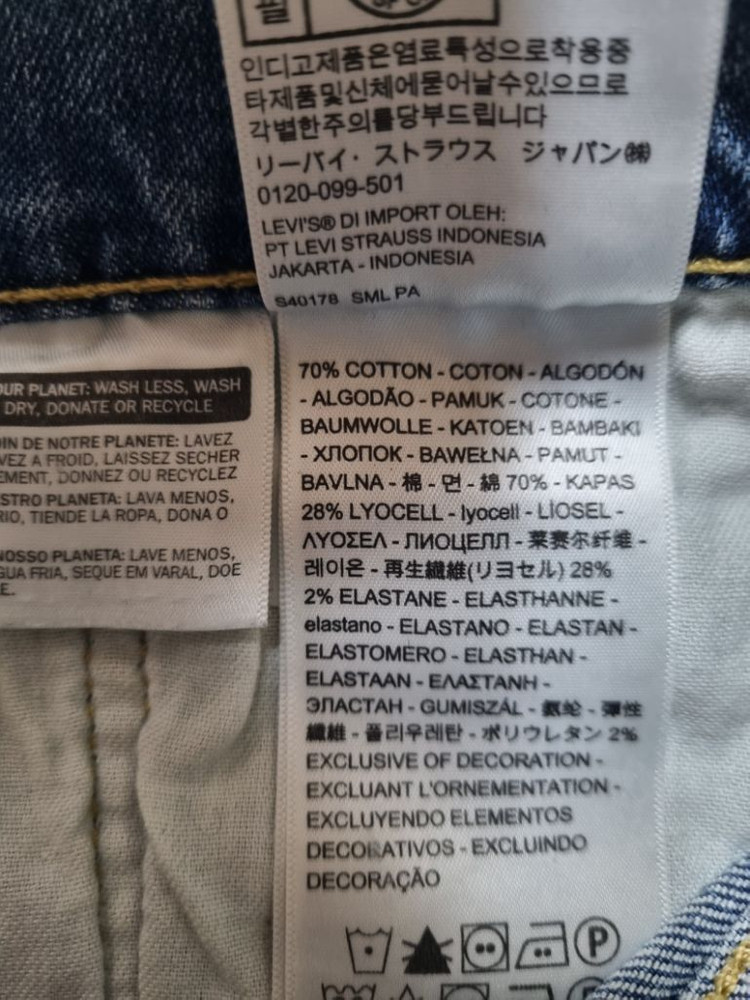 필
인디고제품은염료특성으로착용중
타제품및신체에묻어날수있으므로
각별한주의를당부드립니다
リーバイ・ストラウス ジャパン㈱
0120-099-501
LEVI'S® DI IMPORT OLEH:
PT LEVI STRAUSS INDONESIA
JAKARTA - INDONESIA
S40178 SML PA
OUR PLANET: WASH LESS, WASH
DRY, DONATE OR RECYCLE
OIN DE NOTRE PLANETE: LAVEZ
VEZ A FROID, LAISSEZ SECHER
EMENT, DONNEZ OU RECYCLEZ
STRO PLANETA: LAVA MENOS,
RIO, TIENDE LA ROPA, DONA O
NOSSO PLANETA: LAVE MENOS,
GUA FRIA, SEQUE EM VARAL, DOE
E.
70% COTTON - COTON - ALGODÓN
- ALGODÃO - PAMUK - COTONE -
BAUMWOLLE - KATOEN - BAMBAKI
- ХЛОПОК - BAWEŁNA - PAMUT -
BAVLNA - 棉 - 면 - 綿 70% - KAPAS
28% LYOCELL - lyocell - LİOSEL -
ΛΥΟΣΕΛ - ЛИОЦЕЛЛ - 莱赛尔纤维 -
레이온 - 再生繊維(リヨセル) 28%
2% ELASTANE - ELASTHANNE -
elastano - ELASTANO - ELASTAN -
ELASTOMERO - ELASTHAN -
ELASTAAN - ΕΛΑΣΤΑΝΗ -
ЭЛАСТАН - GUMISZÁL - 氨纶 - 彈性
纖維 - 폴리우레탄 - ポリウレタン 2%
EXCLUSIVE OF DECORATION -
EXCLUANT L'ORNEMENTATION -
EXCLUYENDO ELEMENTOS
DECORATIVOS - EXCLUINDO
DECORAÇÃO
P